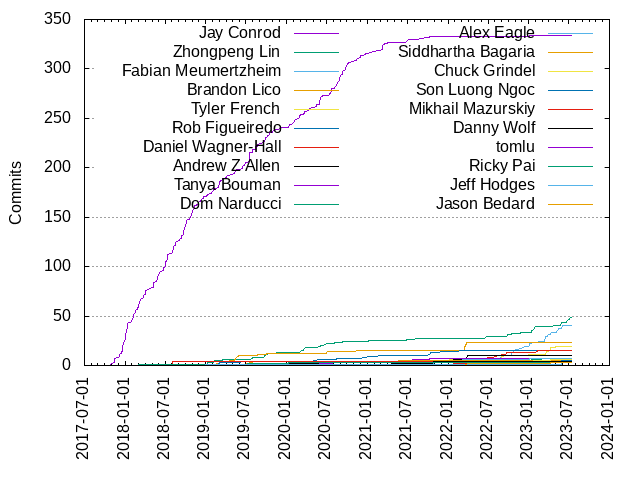 350
300
250
200
150
100
50
0
Commits
Jay Conrod
Zhongpeng Lin
Fabian Meumertzheim
Brandon Lico
Tyler French
Rob Figueiredo
Daniel Wagner-Hall
Andrew Z Allen
Tanya Bouman
Dom Narducci
Alex Eagle
Siddhartha Bagaria
Chuck Grindel
Son Luong Ngoc
Mikhail Mazurskiy
Danny Wolf
tomlu
Ricky Pai
Jeff Hodges
Jason Bedard
2017-07-01
2018-01-01
2018-07-01
2019-01-01
2019-07-01
2020-01-01
2020-07-01
2021-01-01
2021-07-01
2022-01-01
2022-07-01
2023-01-01
2023-07-01
2024-01-01